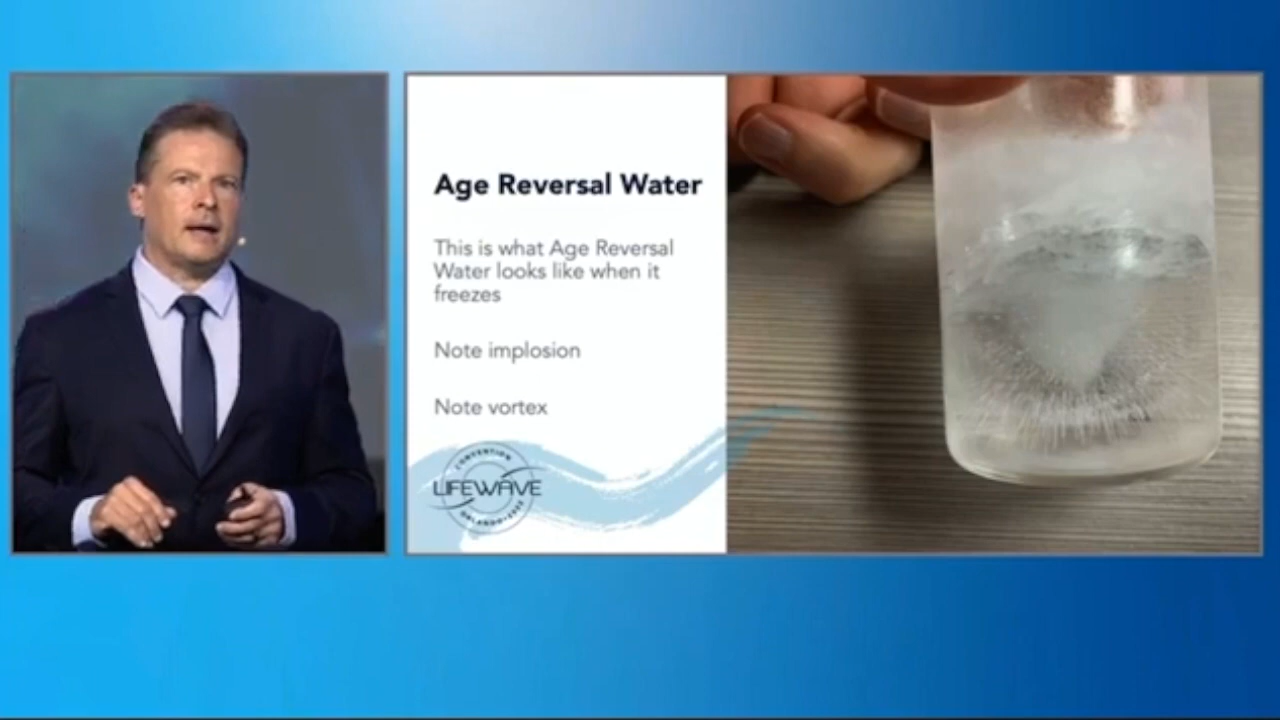 Age Reversal Water
This is what Age Reversal
Water looks like when it
freezes
Note implosion
Note vortex
CONVENTION
LIFEWAVE